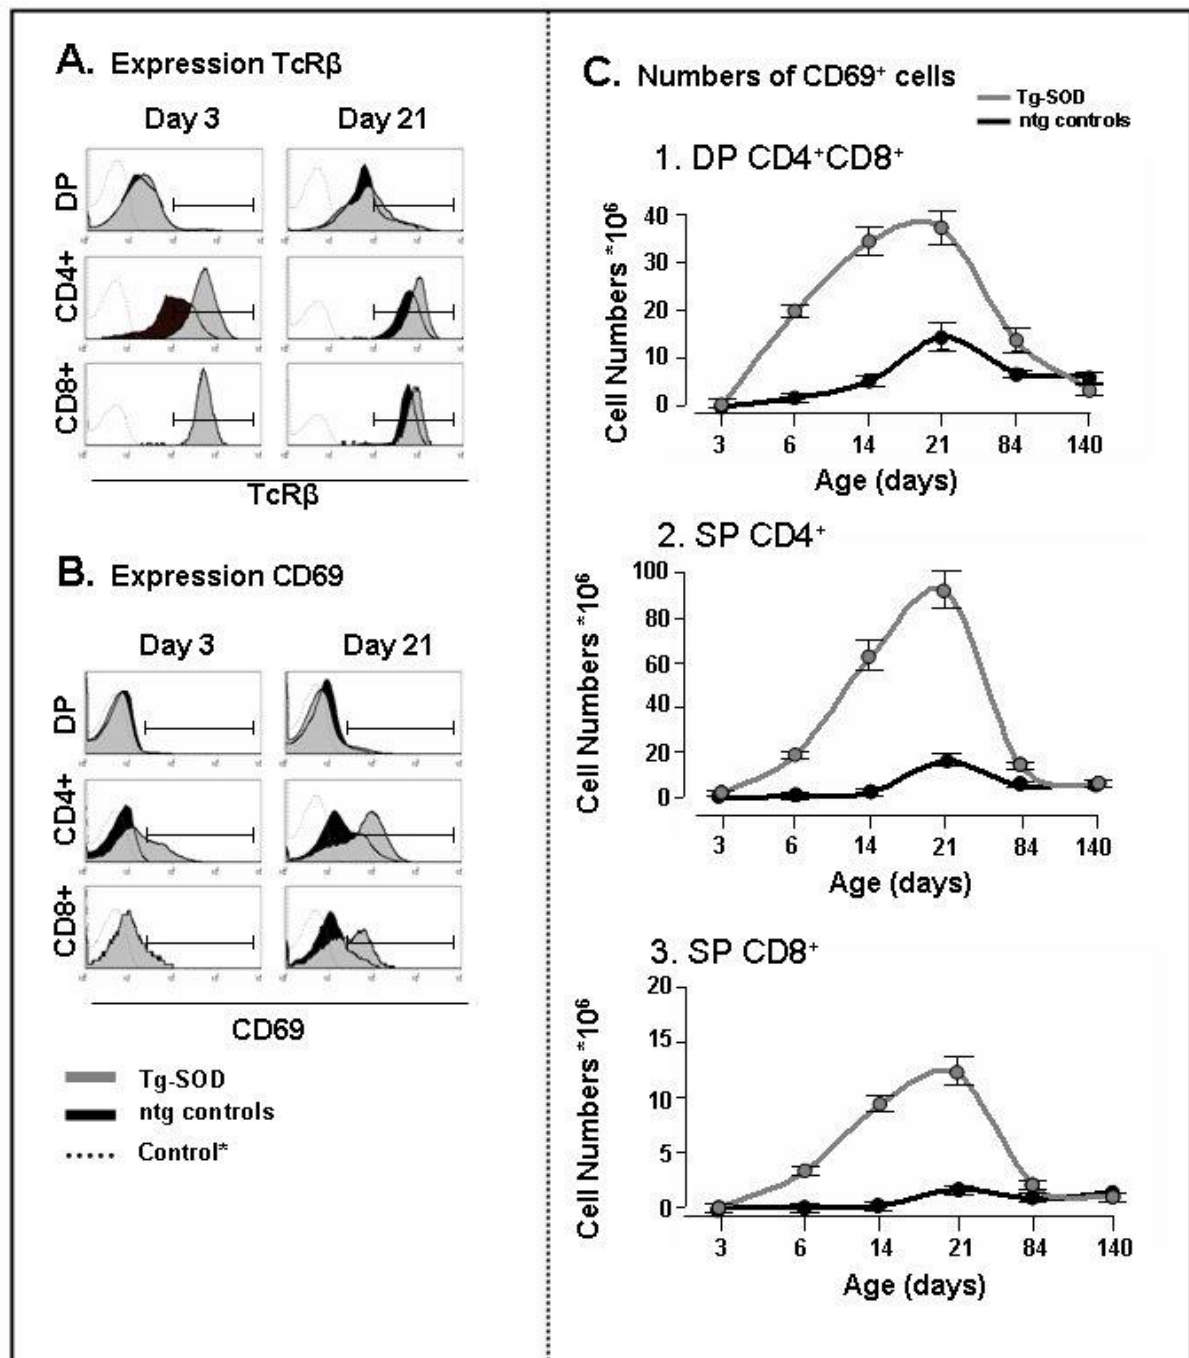 A. Expression TcRβ
Day 3
Day 21
DP
CD4+
CD8+
TcRβ
B. Expression CD69
Day 3
Day 21
DP
CD4+
CD8+
CD69
Tg-SOD
ntg controls
Control*
C. Numbers of CD69⁺ cells
Tg-SOD
ntg controls
1. DP CD4⁺CD8⁺
Cell Numbers *10⁶
40
30
20
10
0
3 6 14 21 84 140
Age (days)
2. SP CD4⁺
Cell Numbers *10⁶
100
80
60
40
20
0
3 6 14 21 84 140
Age (days)
3. SP CD8⁺
Cell Numbers *10⁶
20
15
10
5
0
3 6 14 21 84 140
Age (days)